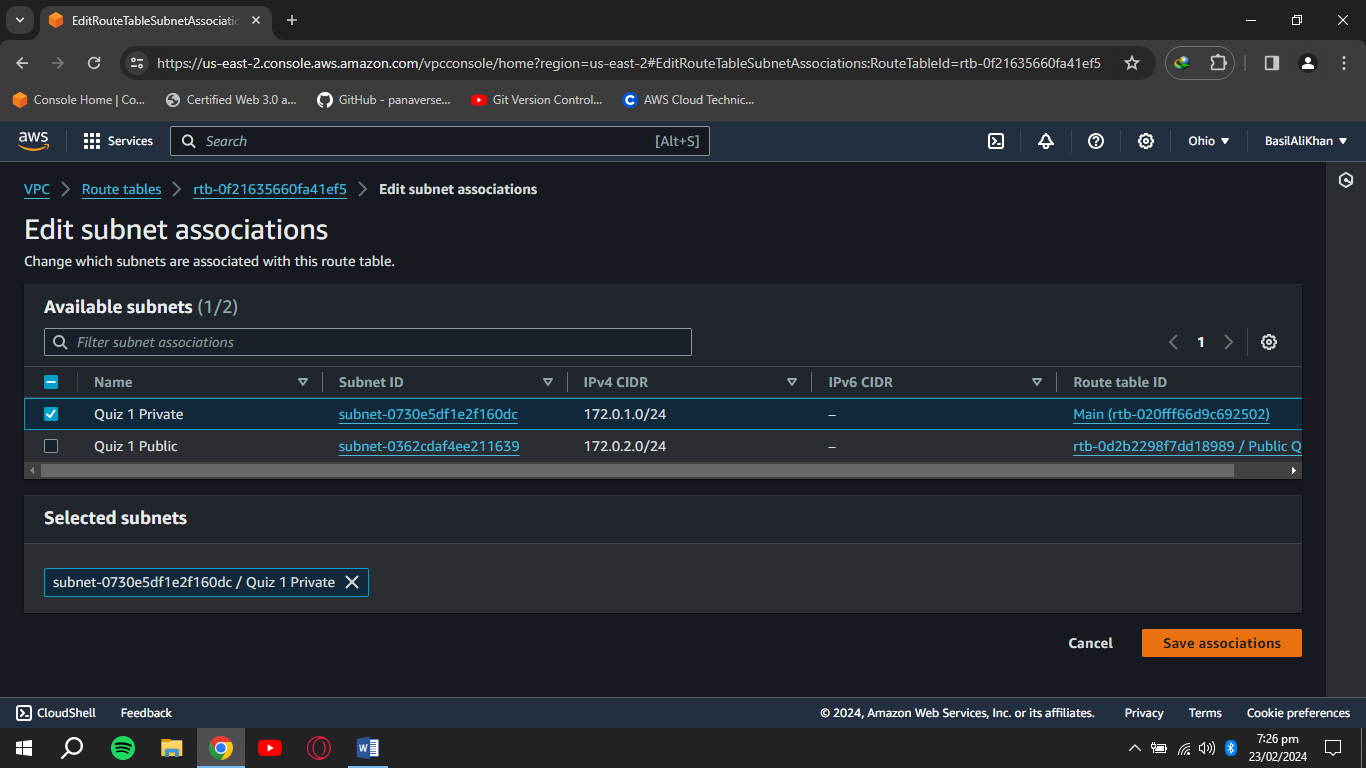 EditRouteTableSubnetAssociatio
https://us-east-2.console.aws.amazon.com/vpcconsole/home?region=us-east-2#EditRouteTableSubnetAssociations:RouteTableId=rtb-0f21635660fa41ef5
Console Home | Co... Certified Web 3.0 a... GitHub - panaverse... Git Version Control... AWS Cloud Technic...
aws Services Search [Alt+S] Ohio BasilAliKhan
VPC Route tables rtb-0f21635660fa41ef5 Edit subnet associations
Edit subnet associations
Change which subnets are associated with this route table.
Available subnets (1/2)
Filter subnet associations 1
Name Subnet ID IPv4 CIDR IPv6 CIDR Route table ID
Quiz 1 Private subnet-0730e5df1e2f160dc 172.0.1.0/24 – Main (rtb-020fff66d9c692502)
Quiz 1 Public subnet-0362cdaf4ee211639 172.0.2.0/24 – rtb-0d2b2298f7dd18989 / Public Q
Selected subnets
subnet-0730e5df1e2f160dc / Quiz 1 Private
Cancel Save associations
CloudShell Feedback © 2024, Amazon Web Services, Inc. or its affiliates. Privacy Terms Cookie preferences
7:26 pm
23/02/2024